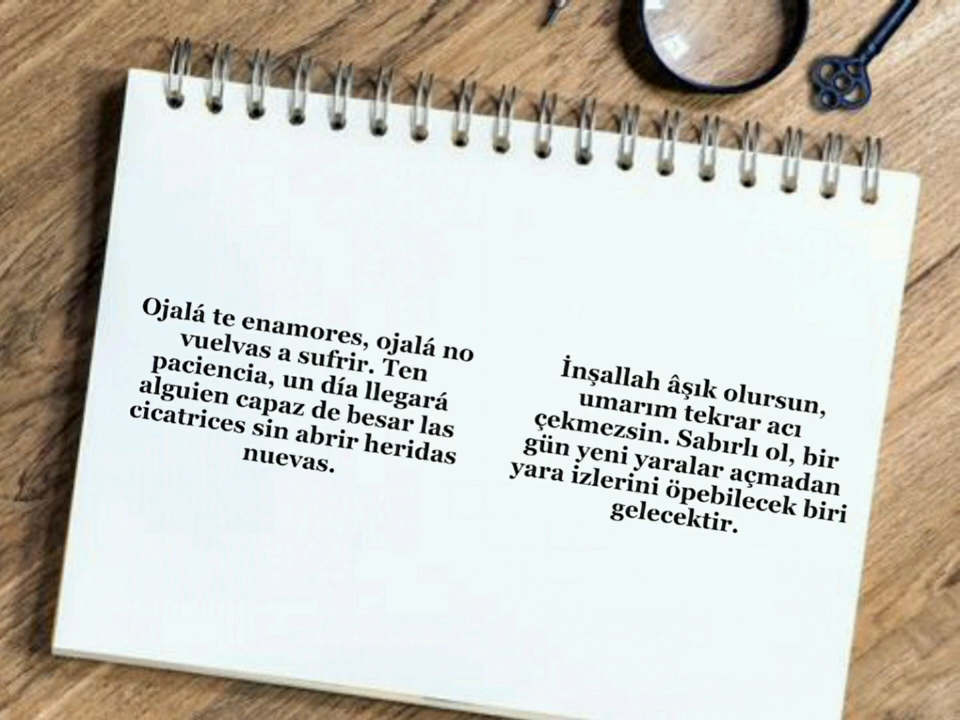 Ojalá te enamores, ojalá no
vuelvas a sufrir. Ten
paciencia, un día llegará
alguien capaz de besar las
cicatrices sin abrir heridas
nuevas.
İnşallah âşık olursun,
umarım tekrar acı
çekmezsin. Sabırlı ol, bir
gün yeni yaralar açmadan
yara izlerini öpebilecek biri
gelecektir.